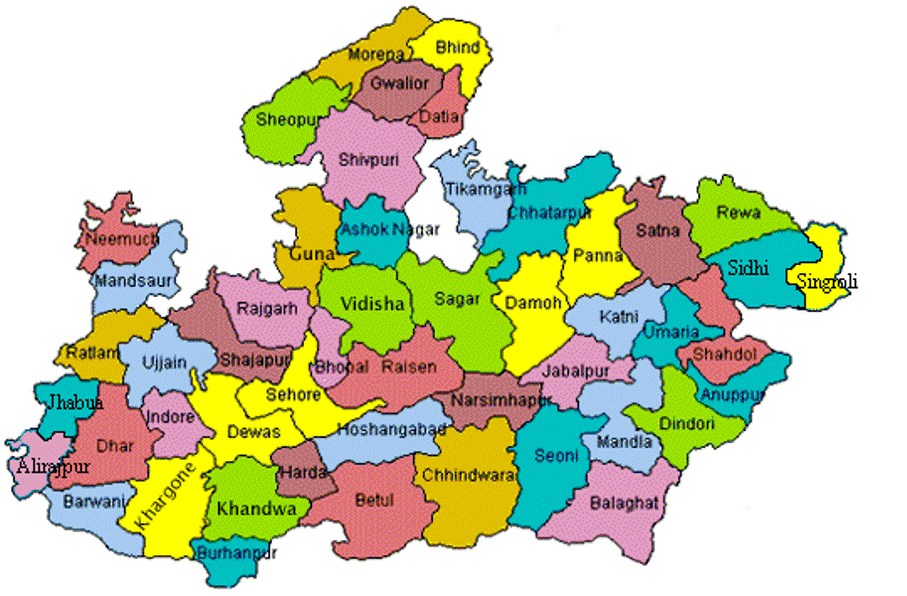 Bhind
Morena
Gwalior
Datia
Sheopur
Shivpuri
Tikamgarh
Chhatarpur
Rewa
Satna
Ashok Nagar
Neemuch
Guna
Panna
Sidhi
Singroli
Mandsaur
Vidisha
Sagar
Damoh
Rajgarh
Katni
Umaria
Ratlam
Ujjain
Shajapur
Bhopal
Raisen
Jabalpur
Shahdol
Jhabua
Sehore
Narsimhapur
Anuppur
Indore
Dewas
Hoshangabad
Dindori
Dhar
Mandla
Alirajpur
Harda
Chhindwara
Seoni
Barwani
Khargone
Khandwa
Betul
Balaghat
Burhanpur